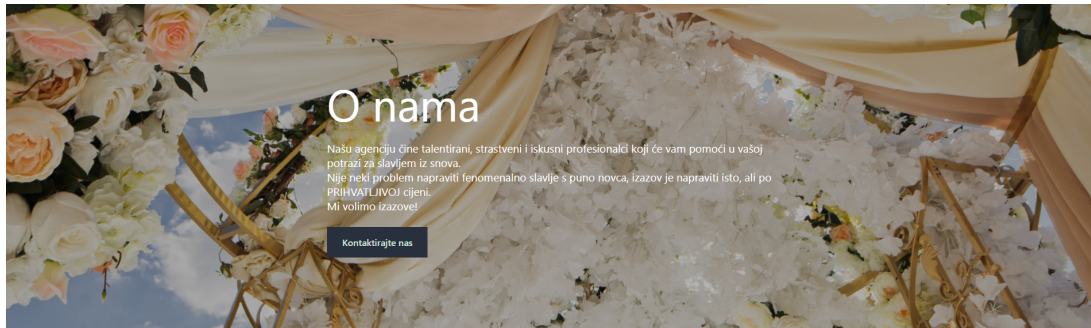 O nama
Našu agenciju čine talentirani, strastveni i iskusni profesionalci koji će vam pomoći u vašoj
potrazi za slavljem iz snova.
Nije neki problem napraviti fenomenalno slavlje s puno novca, izazov je napraviti isto, ali po
PRIHVATLJIVOJ cijeni.
Mi volimo izazove!
Kontaktirajte nas